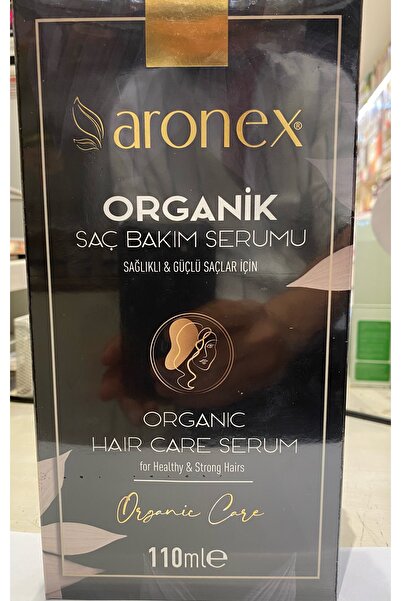 aronex®
ORGANİK
SAÇ BAKIM SERUMU
SAĞLIKLI & GÜÇLÜ SAÇLAR İÇİN
ORGANIC
HAIR CARE SERUM
for Healthy & Strong Hairs
Organic Care
110ml℮